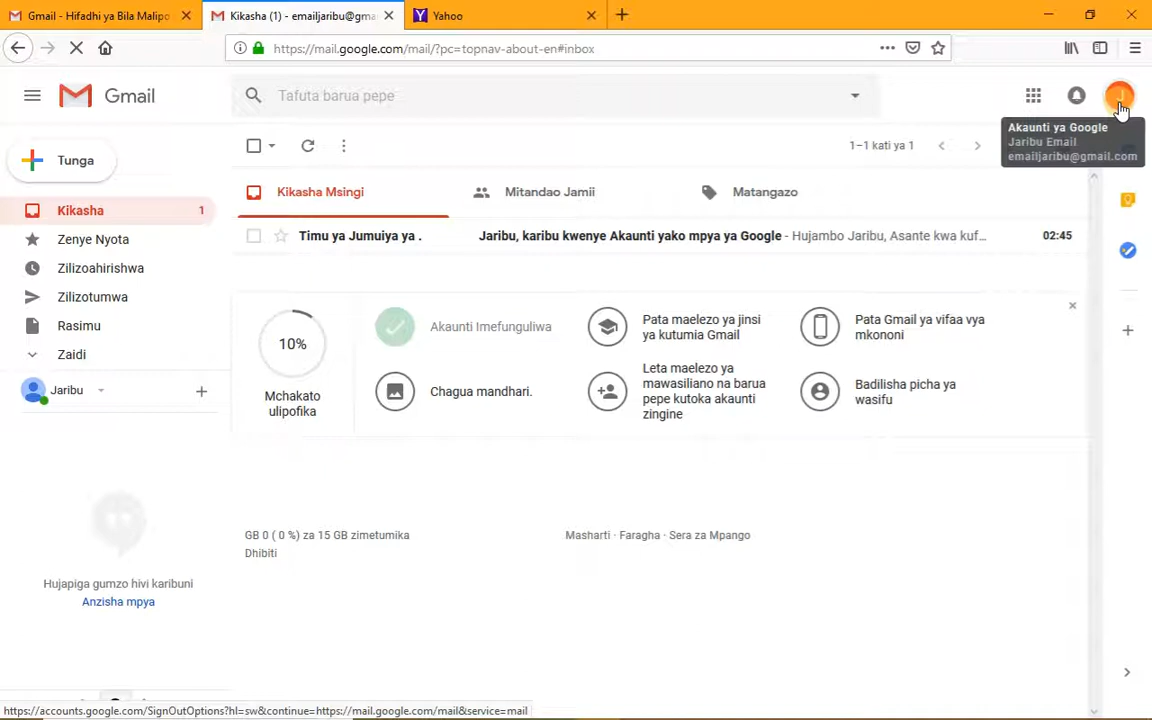 Gmail - Hifadhi ya Bila Malipo
Kikasha (1) - emailjaribu@gma
Yahoo
https://mail.google.com/mail/?pc=topnav-about-en#inbox
Gmail
Tafuta barua pepe
J
Akaunti ya Google
Jaribu Email
emailjaribu@gmail.com
Tunga
1–1 kati ya 1
Kikasha Msingi
Mitandao Jamii
Matangazo
Kikasha 1
Timu ya Jumuiya ya . Jaribu, karibu kwenye Akaunti yako mpya ya Google - Hujambo Jaribu, Asante kwa kuf... 02:45
Zenye Nyota
Zilizoahirishwa
Zilizotumwa
Rasimu
Zaidi
Jaribu
10%
Mchakato
ulipofika
Akaunti Imefunguliwa
Pata maelezo ya jinsi
ya kutumia Gmail
Pata Gmail ya vifaa vya
mkononi
Chagua mandhari.
Leta maelezo ya
mawasiliano na barua
pepe kutoka akaunti
zingine
Badilisha picha ya
wasifu
GB 0 ( 0 %) za 15 GB zimetumika
Dhibiti
Masharti · Faragha · Sera za Mpango
Hujapiga gumzo hivi karibuni
Anzisha mpya
https://accounts.google.com/SignOutOptions?hl=sw&continue=https://mail.google.com/mail&service=mail